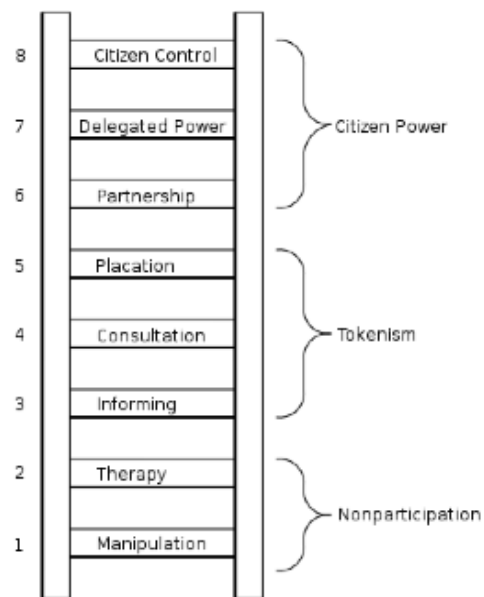 8 Citizen Control
7 Delegated Power
Citizen Power
6 Partnership
5 Placation
4 Consultation
Tokenism
3 Informing
2 Therapy
Nonparticipation
1 Manipulation